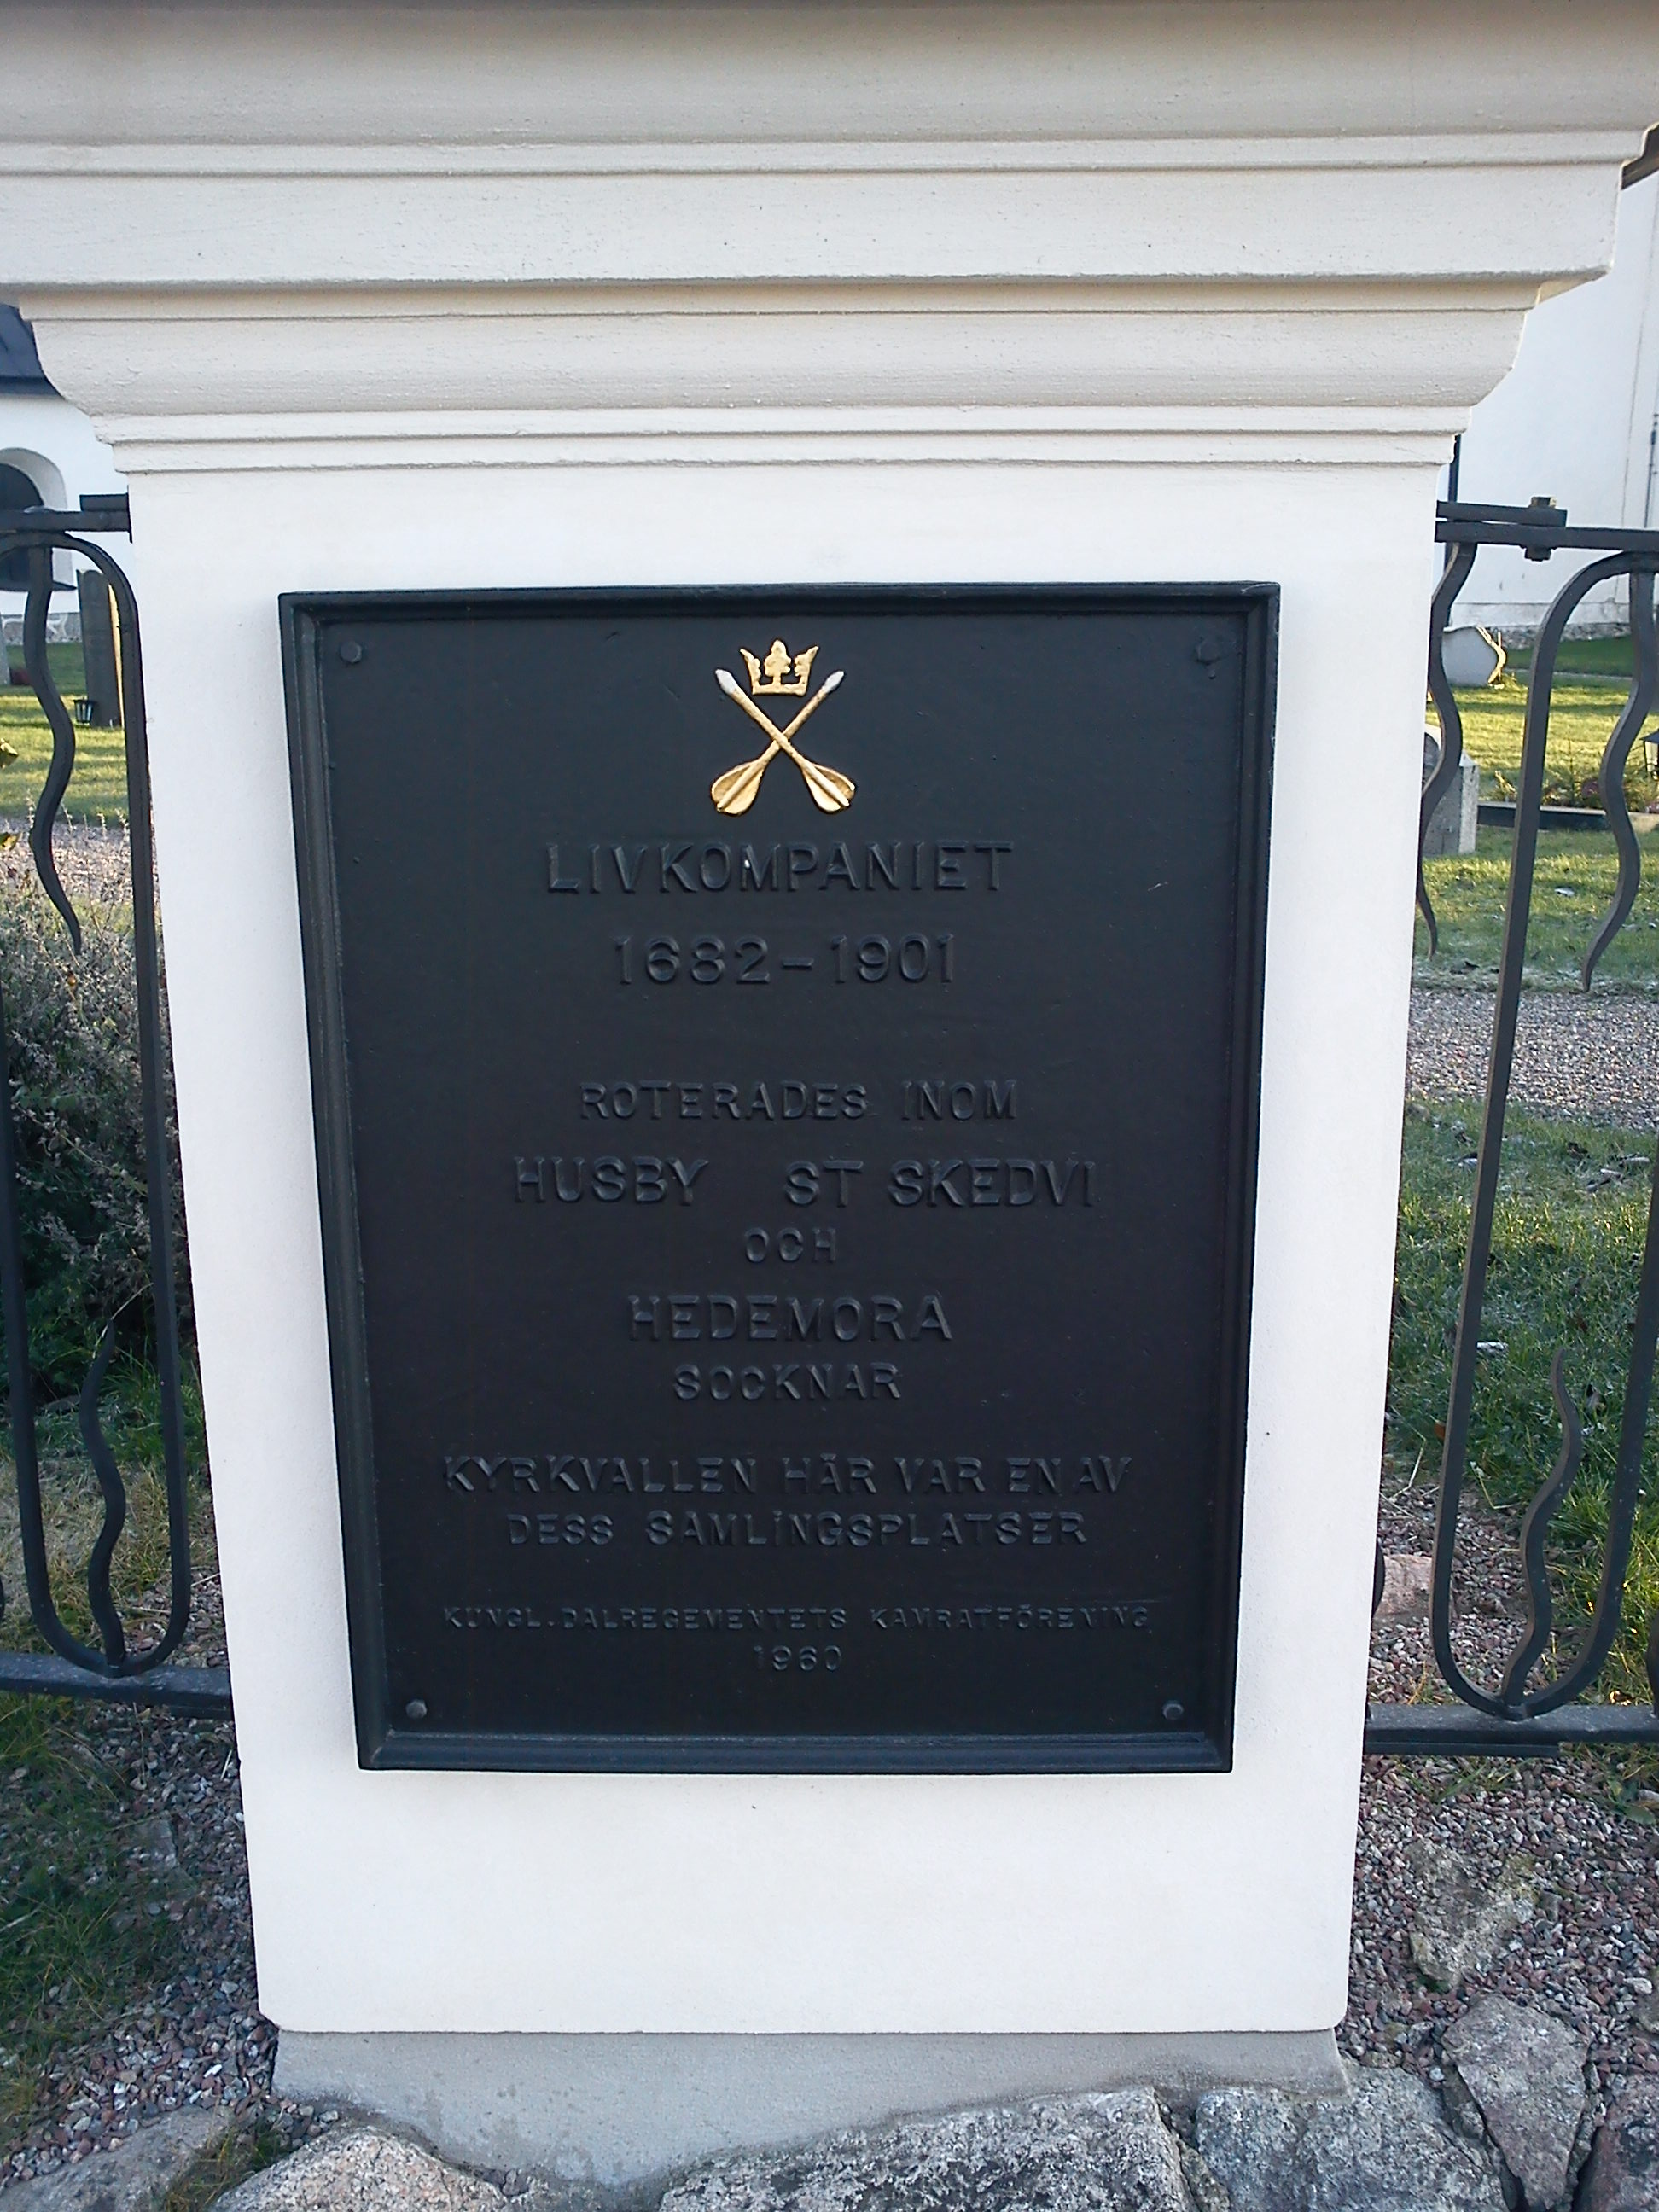 LIVKOMPANIET
1682-1901
ROTERADES INOM
HUSBY ST SKEDVI
OCH
HEDEMORA
SOCKNAR
KYRKVALLEN HÄR VAR EN AV
DESS SAMLINGSPLATSER
KUNGL. DALREGEMENTETS KAMRATFÖRENING
1960